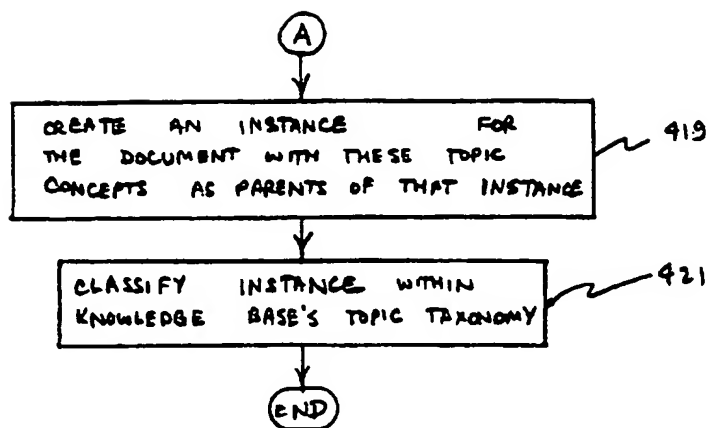 A
CREATE AN INSTANCE FOR
THE DOCUMENT WITH THESE TOPIC
CONCEPTS AS PARENTS OF THAT INSTANCE
419
CLASSIFY INSTANCE WITHIN
KNOWLEDGE BASE'S TOPIC TAXONOMY
421
END